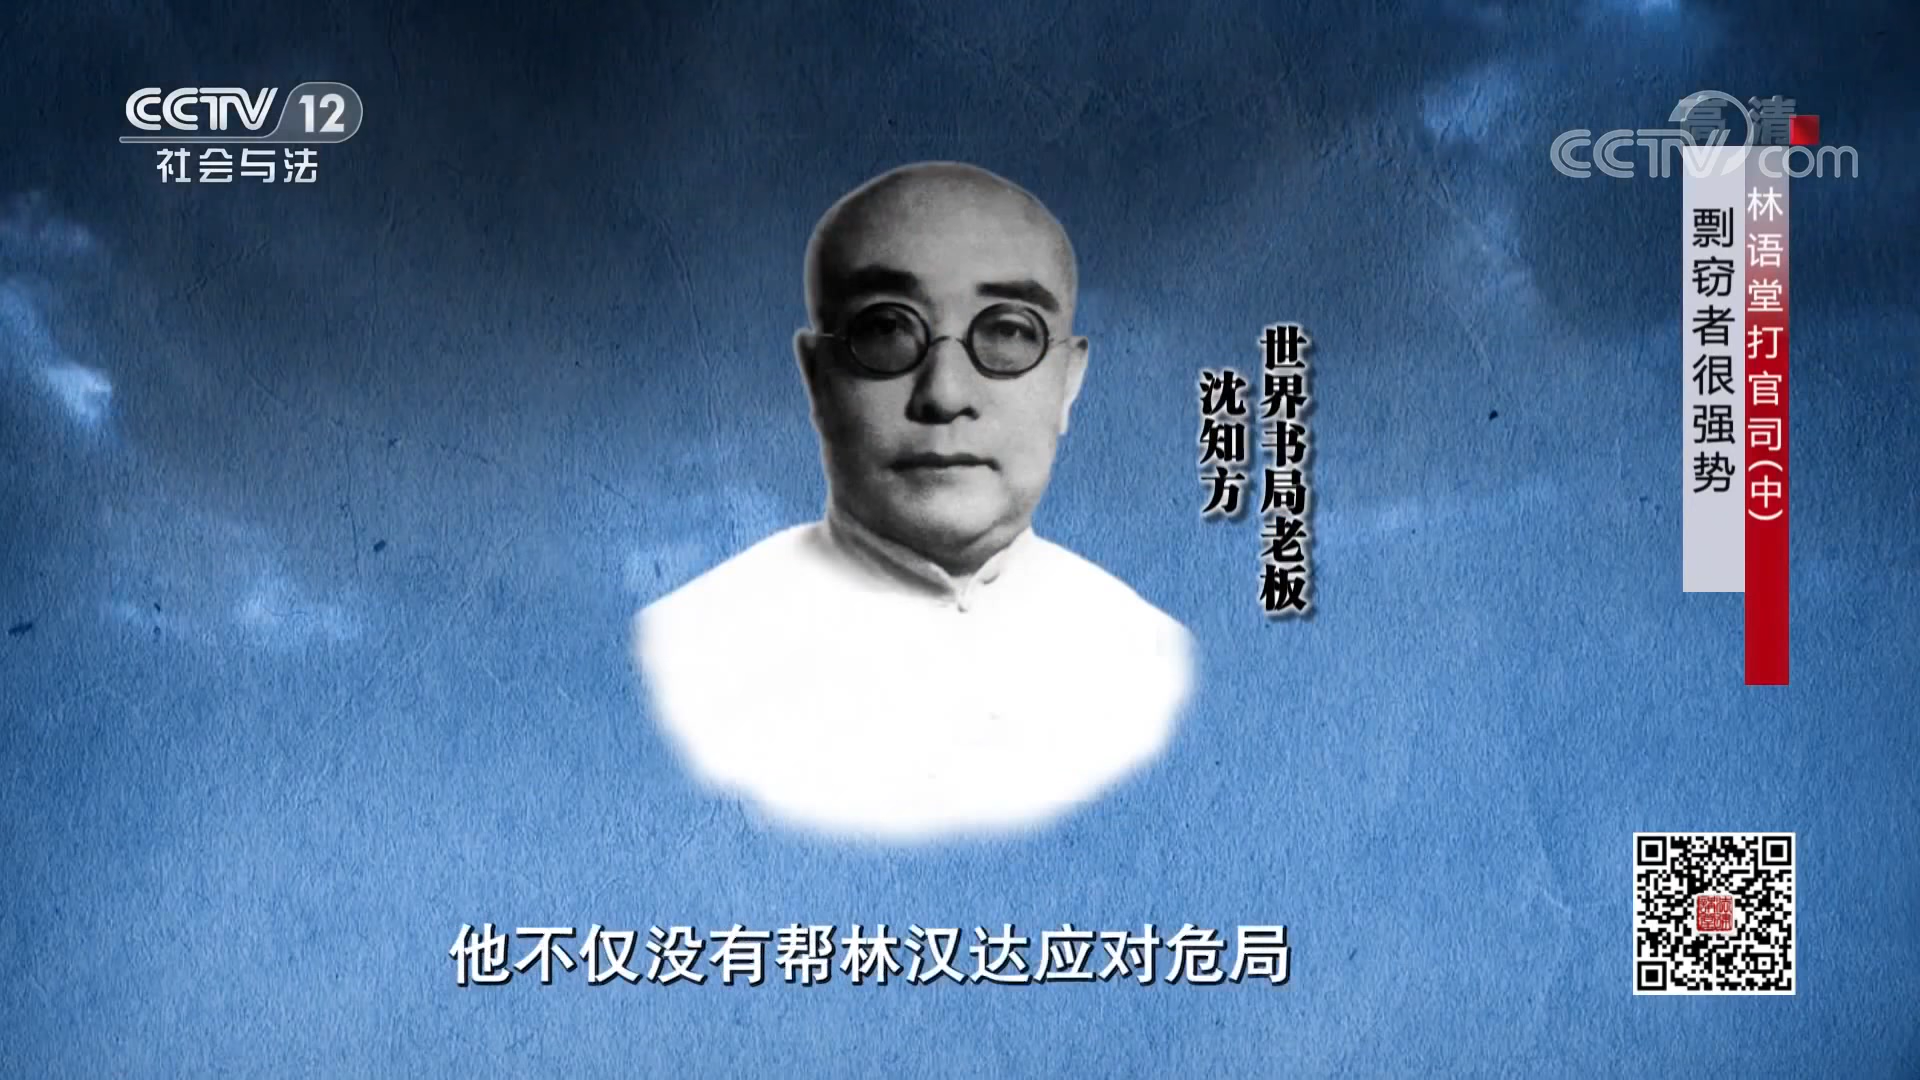 CCTV 12
社会与法
高清
CCTV.com
林语堂打官司(中)
剽窃者很强势
世界书局老板
沈知方
他不仅没有帮林汉达应对危局